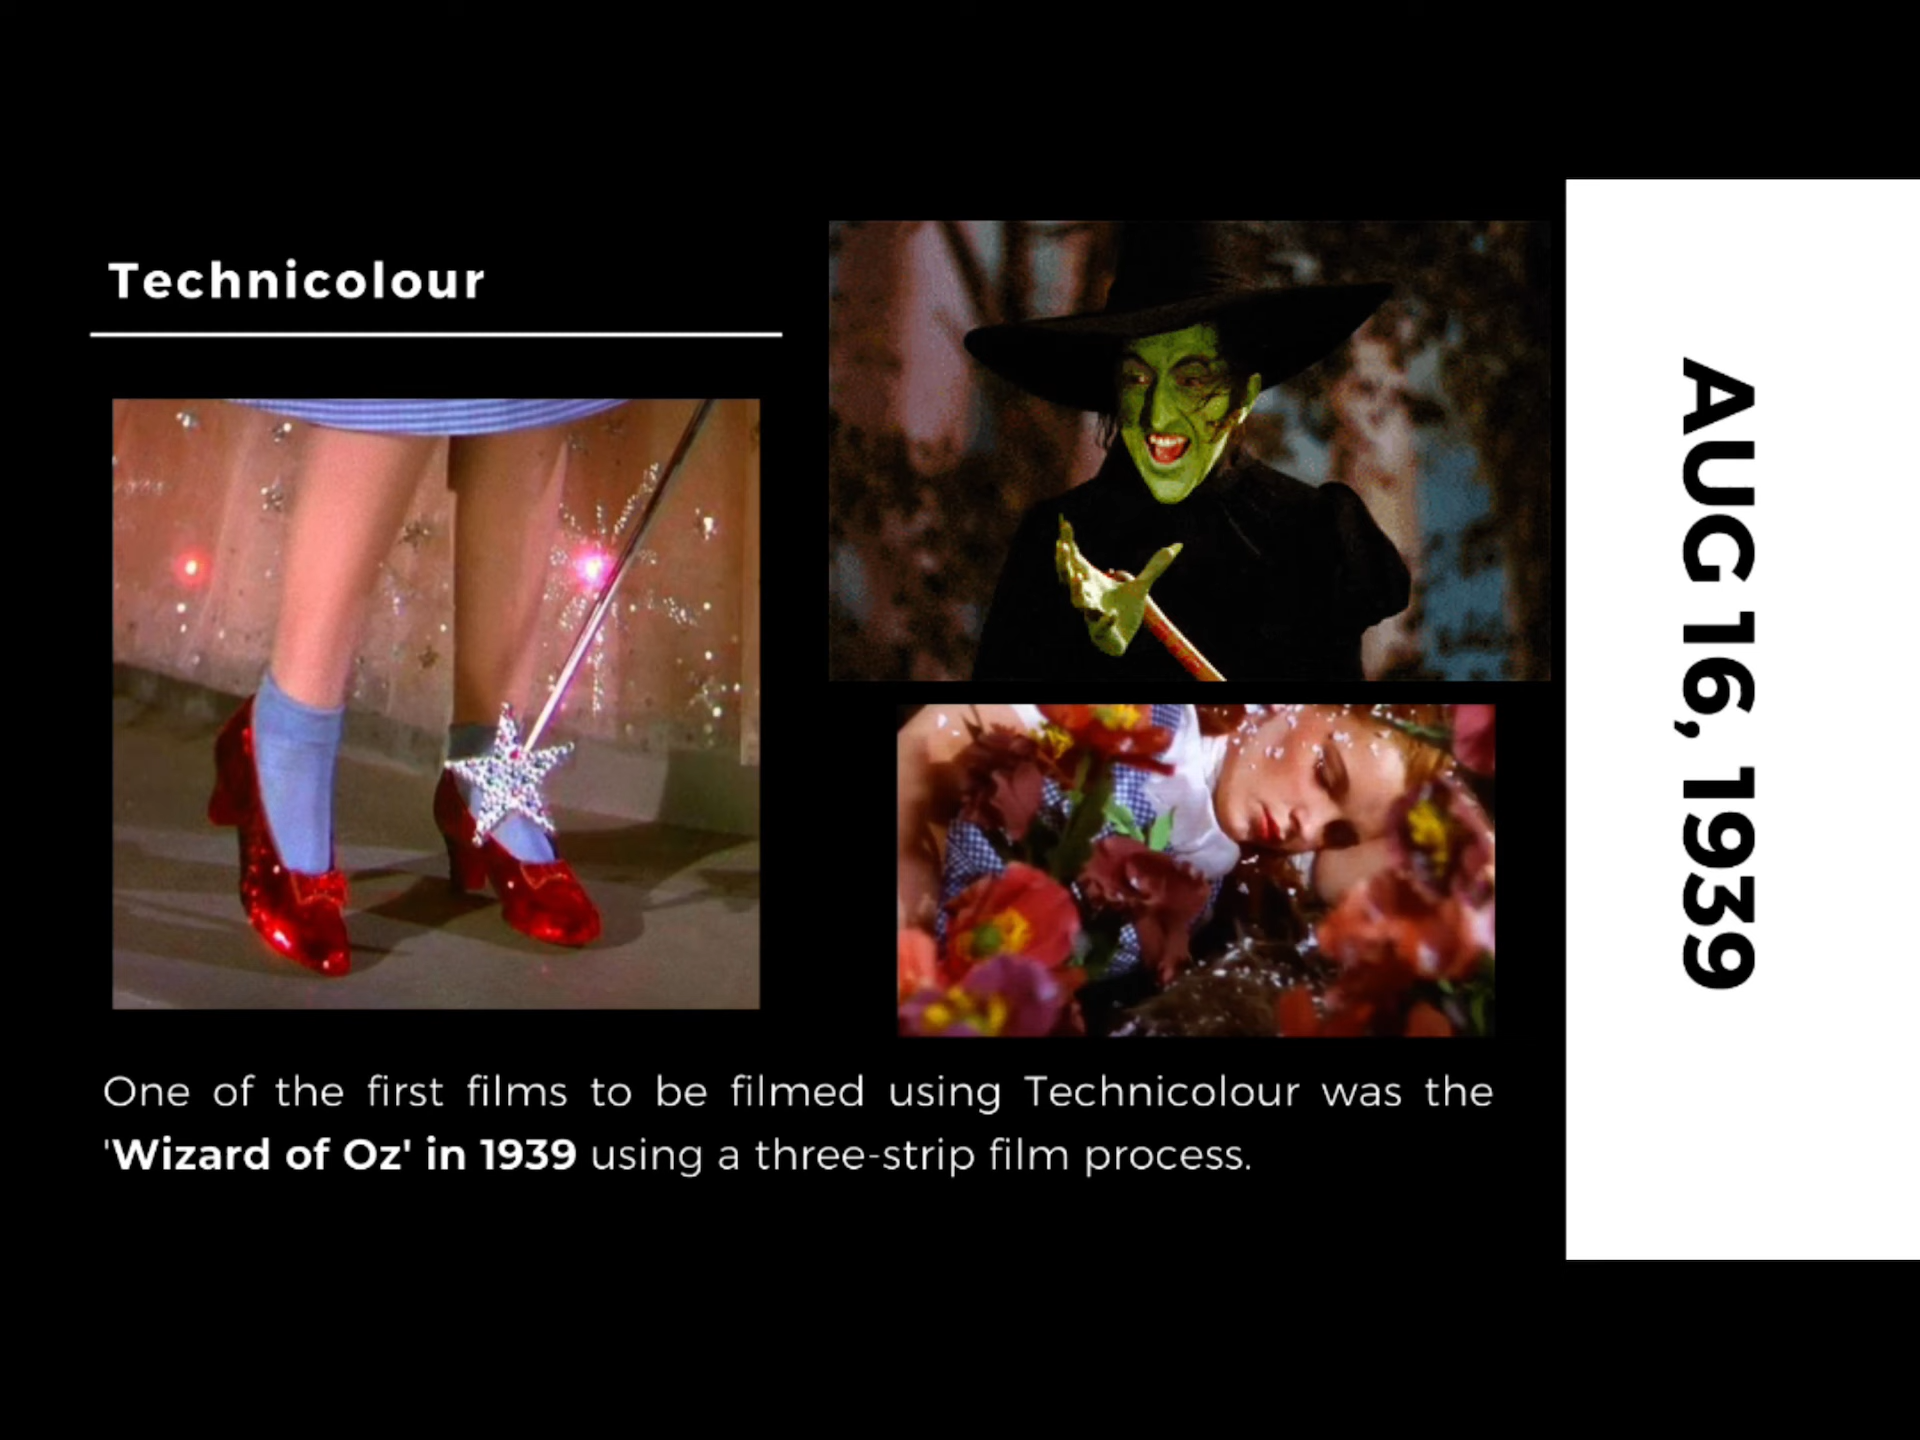 Technicolour
AUG 16, 1939
One of the first films to be filmed using Technicolour was the
'Wizard of Oz' in 1939 using a three-strip film process.